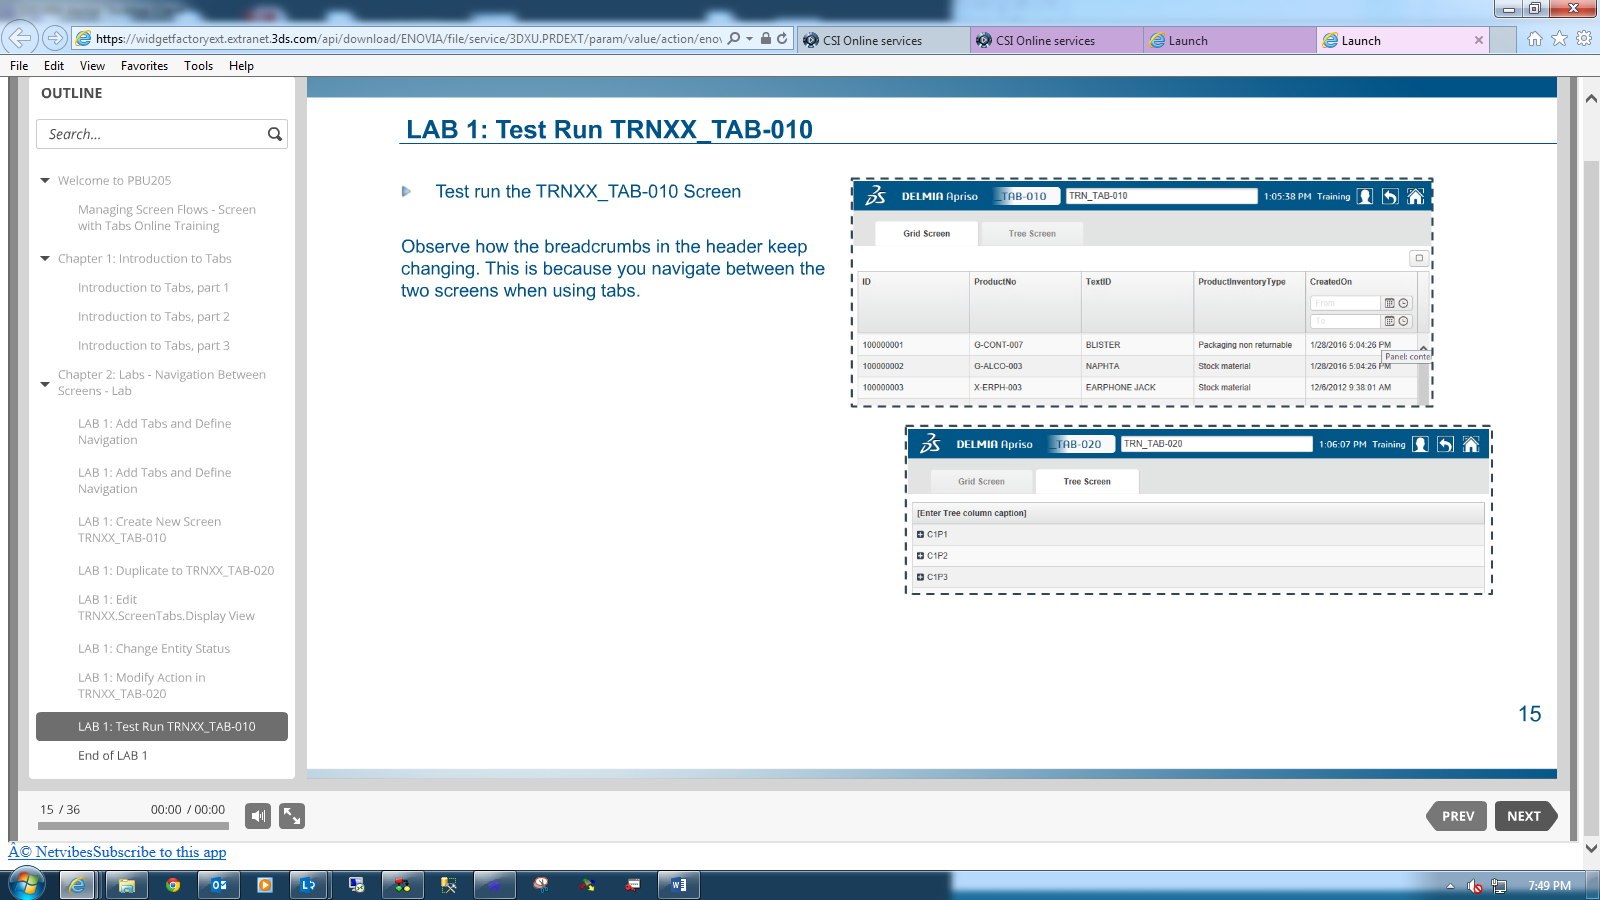 https://widgetfactoryext.extranet.3ds.com/api/download/ENOVIA/file/service/3DXU.PRDEXT/param/value/action/enov
CSI Online services
CSI Online services
Launch
Launch
File Edit View Favorites Tools Help
OUTLINE
Search...
Welcome to PBU205
Managing Screen Flows - Screen
with Tabs Online Training
Chapter 1: Introduction to Tabs
Introduction to Tabs, part 1
Introduction to Tabs, part 2
Introduction to Tabs, part 3
Chapter 2: Labs - Navigation Between
Screens - Lab
LAB 1: Add Tabs and Define
Navigation
LAB 1: Add Tabs and Define
Navigation
LAB 1: Create New Screen
TRNXX_TAB-010
LAB 1: Duplicate to TRNXX_TAB-020
LAB 1: Edit
TRNXX.ScreenTabs.Display View
LAB 1: Change Entity Status
LAB 1: Modify Action in
TRNXX_TAB-020
LAB 1: Test Run TRNXX_TAB-010
End of LAB 1
LAB 1: Test Run TRNXX_TAB-010
Test run the TRNXX_TAB-010 Screen
Observe how the breadcrumbs in the header keep
changing. This is because you navigate between the
two screens when using tabs.
DELMIA Apriso _TAB-010 TRN_TAB-010 1:05:38 PM Training
Grid Screen Tree Screen
ID ProductNo TextID ProductInventoryType CreatedOn
From
To
100000001 G-CONT-007 BLISTER Packaging non returnable 1/28/2016 5:04:26 PM
Panel: conte
100000002 G-ALCO-003 NAPHTA Stock material 1/28/2016 5:04:26 PM
100000003 X-ERPH-003 EARPHONE JACK Stock material 12/6/2012 9:38:01 AM
DELMIA Apriso _TAB-020 TRN_TAB-020 1:06:07 PM Training
Grid Screen Tree Screen
[Enter Tree column caption]
C1P1
C1P2
C1P3
15
15 / 36 00:00 / 00:00
PREV NEXT
Â© NetvibesSubscribe to this app
7:49 PM